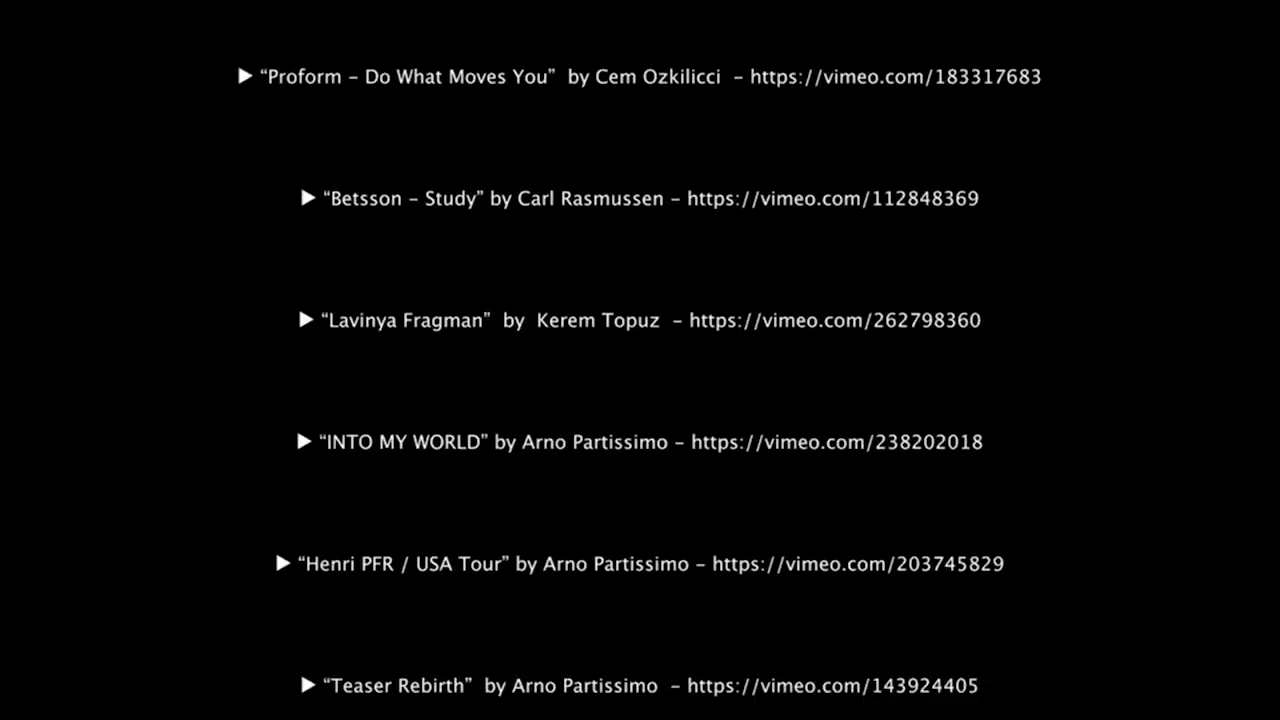 ▶ “Proform – Do What Moves You”  by Cem Ozkilicci  – https://vimeo.com/183317683
▶ “Betsson – Study” by Carl Rasmussen – https://vimeo.com/112848369
▶ “Lavinya Fragman”  by  Kerem Topuz  – https://vimeo.com/262798360
▶ “INTO MY WORLD” by Arno Partissimo – https://vimeo.com/238202018
▶ “Henri PFR / USA Tour” by Arno Partissimo – https://vimeo.com/203745829
▶ “Teaser Rebirth”  by Arno Partissimo  – https://vimeo.com/143924405